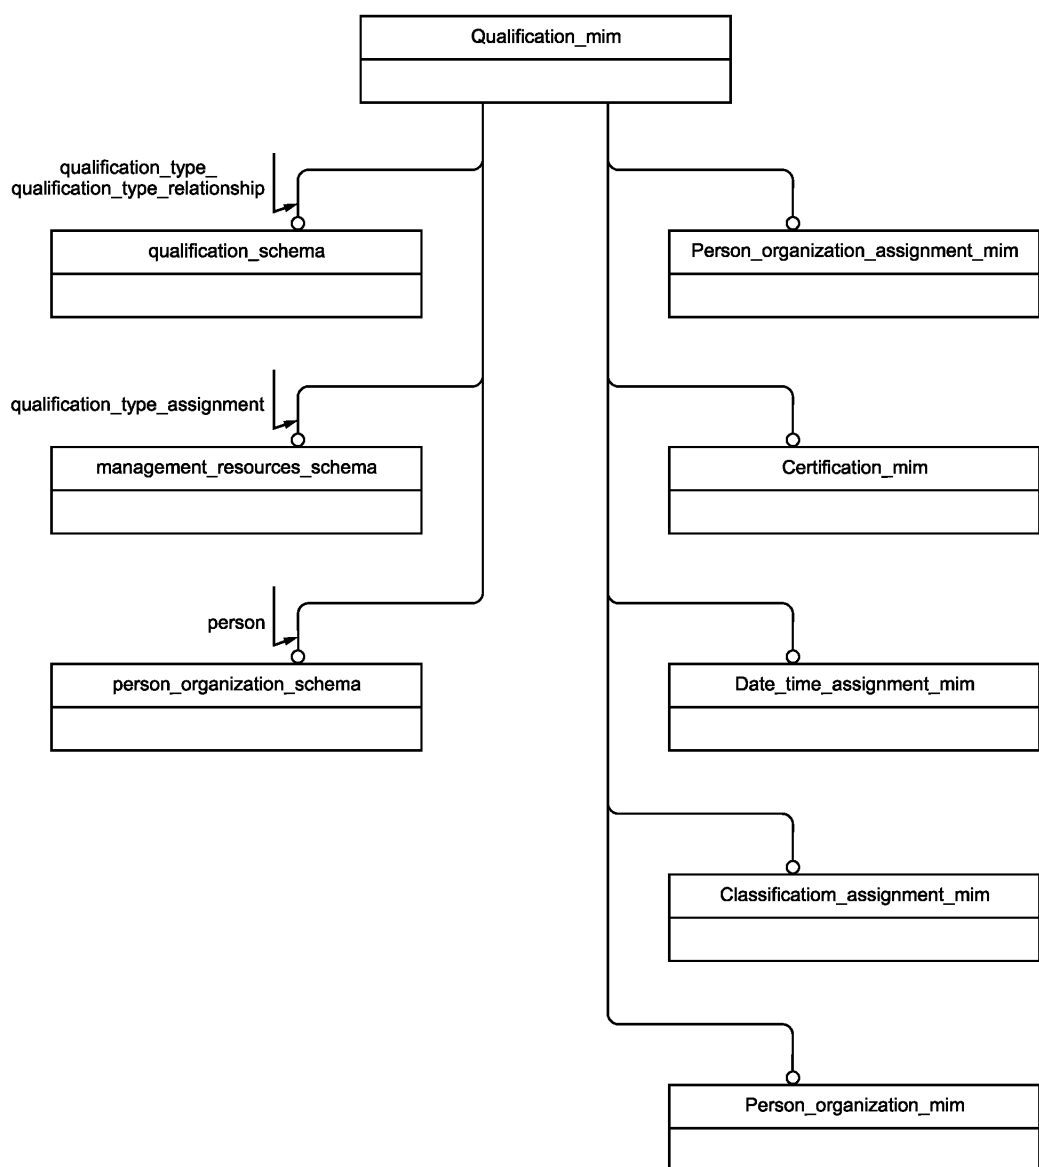 Qualification_mim
qualification_type_
qualification_type_relationship
qualification_schema
Person_organization_assignment_mim
qualification_type_assignment
management_resources_schema
Certification_mim
person
person_organization_schema
Date_time_assignment_mim
Classificatiom_assignment_mim
Person_organization_mim